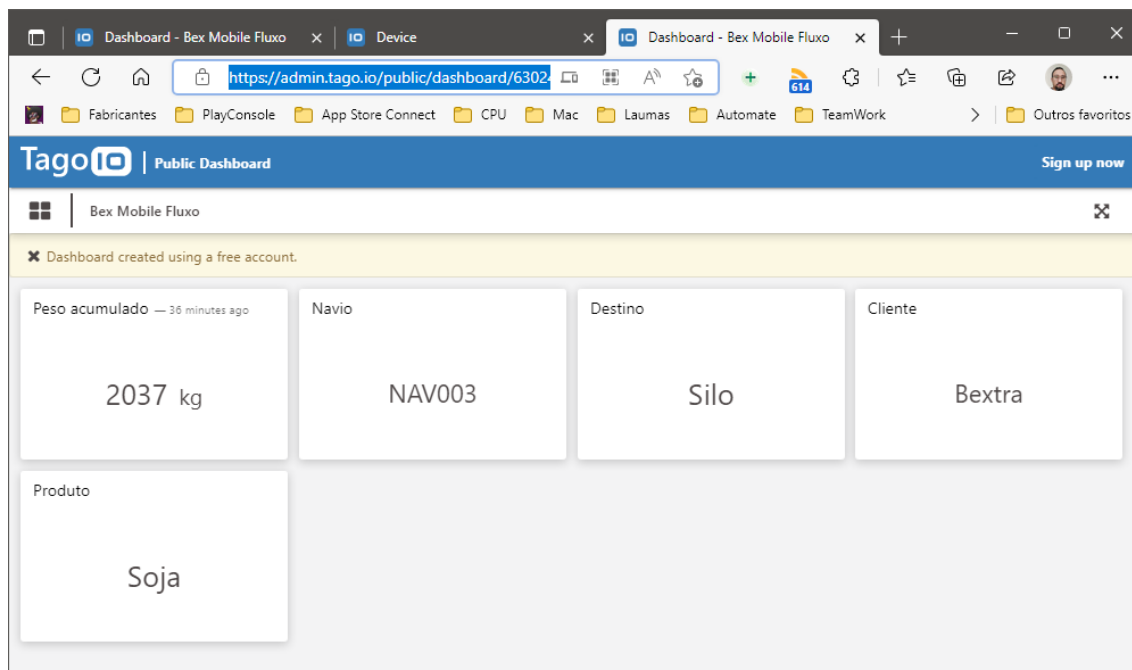 Dashboard - Bex Mobile Fluxo
Device
Dashboard - Bex Mobile Fluxo
https://admin.tago.io/public/dashboard/6302
614
Fabricantes
PlayConsole
App Store Connect
CPU
Mac
Laumas
Automate
TeamWork
Outros favoritos
Tago IO | Public Dashboard
Sign up now
Bex Mobile Fluxo
Dashboard created using a free account.
Peso acumulado — 36 minutes ago
2037 kg
Navio
NAV003
Destino
Silo
Cliente
Bextra
Produto
Soja